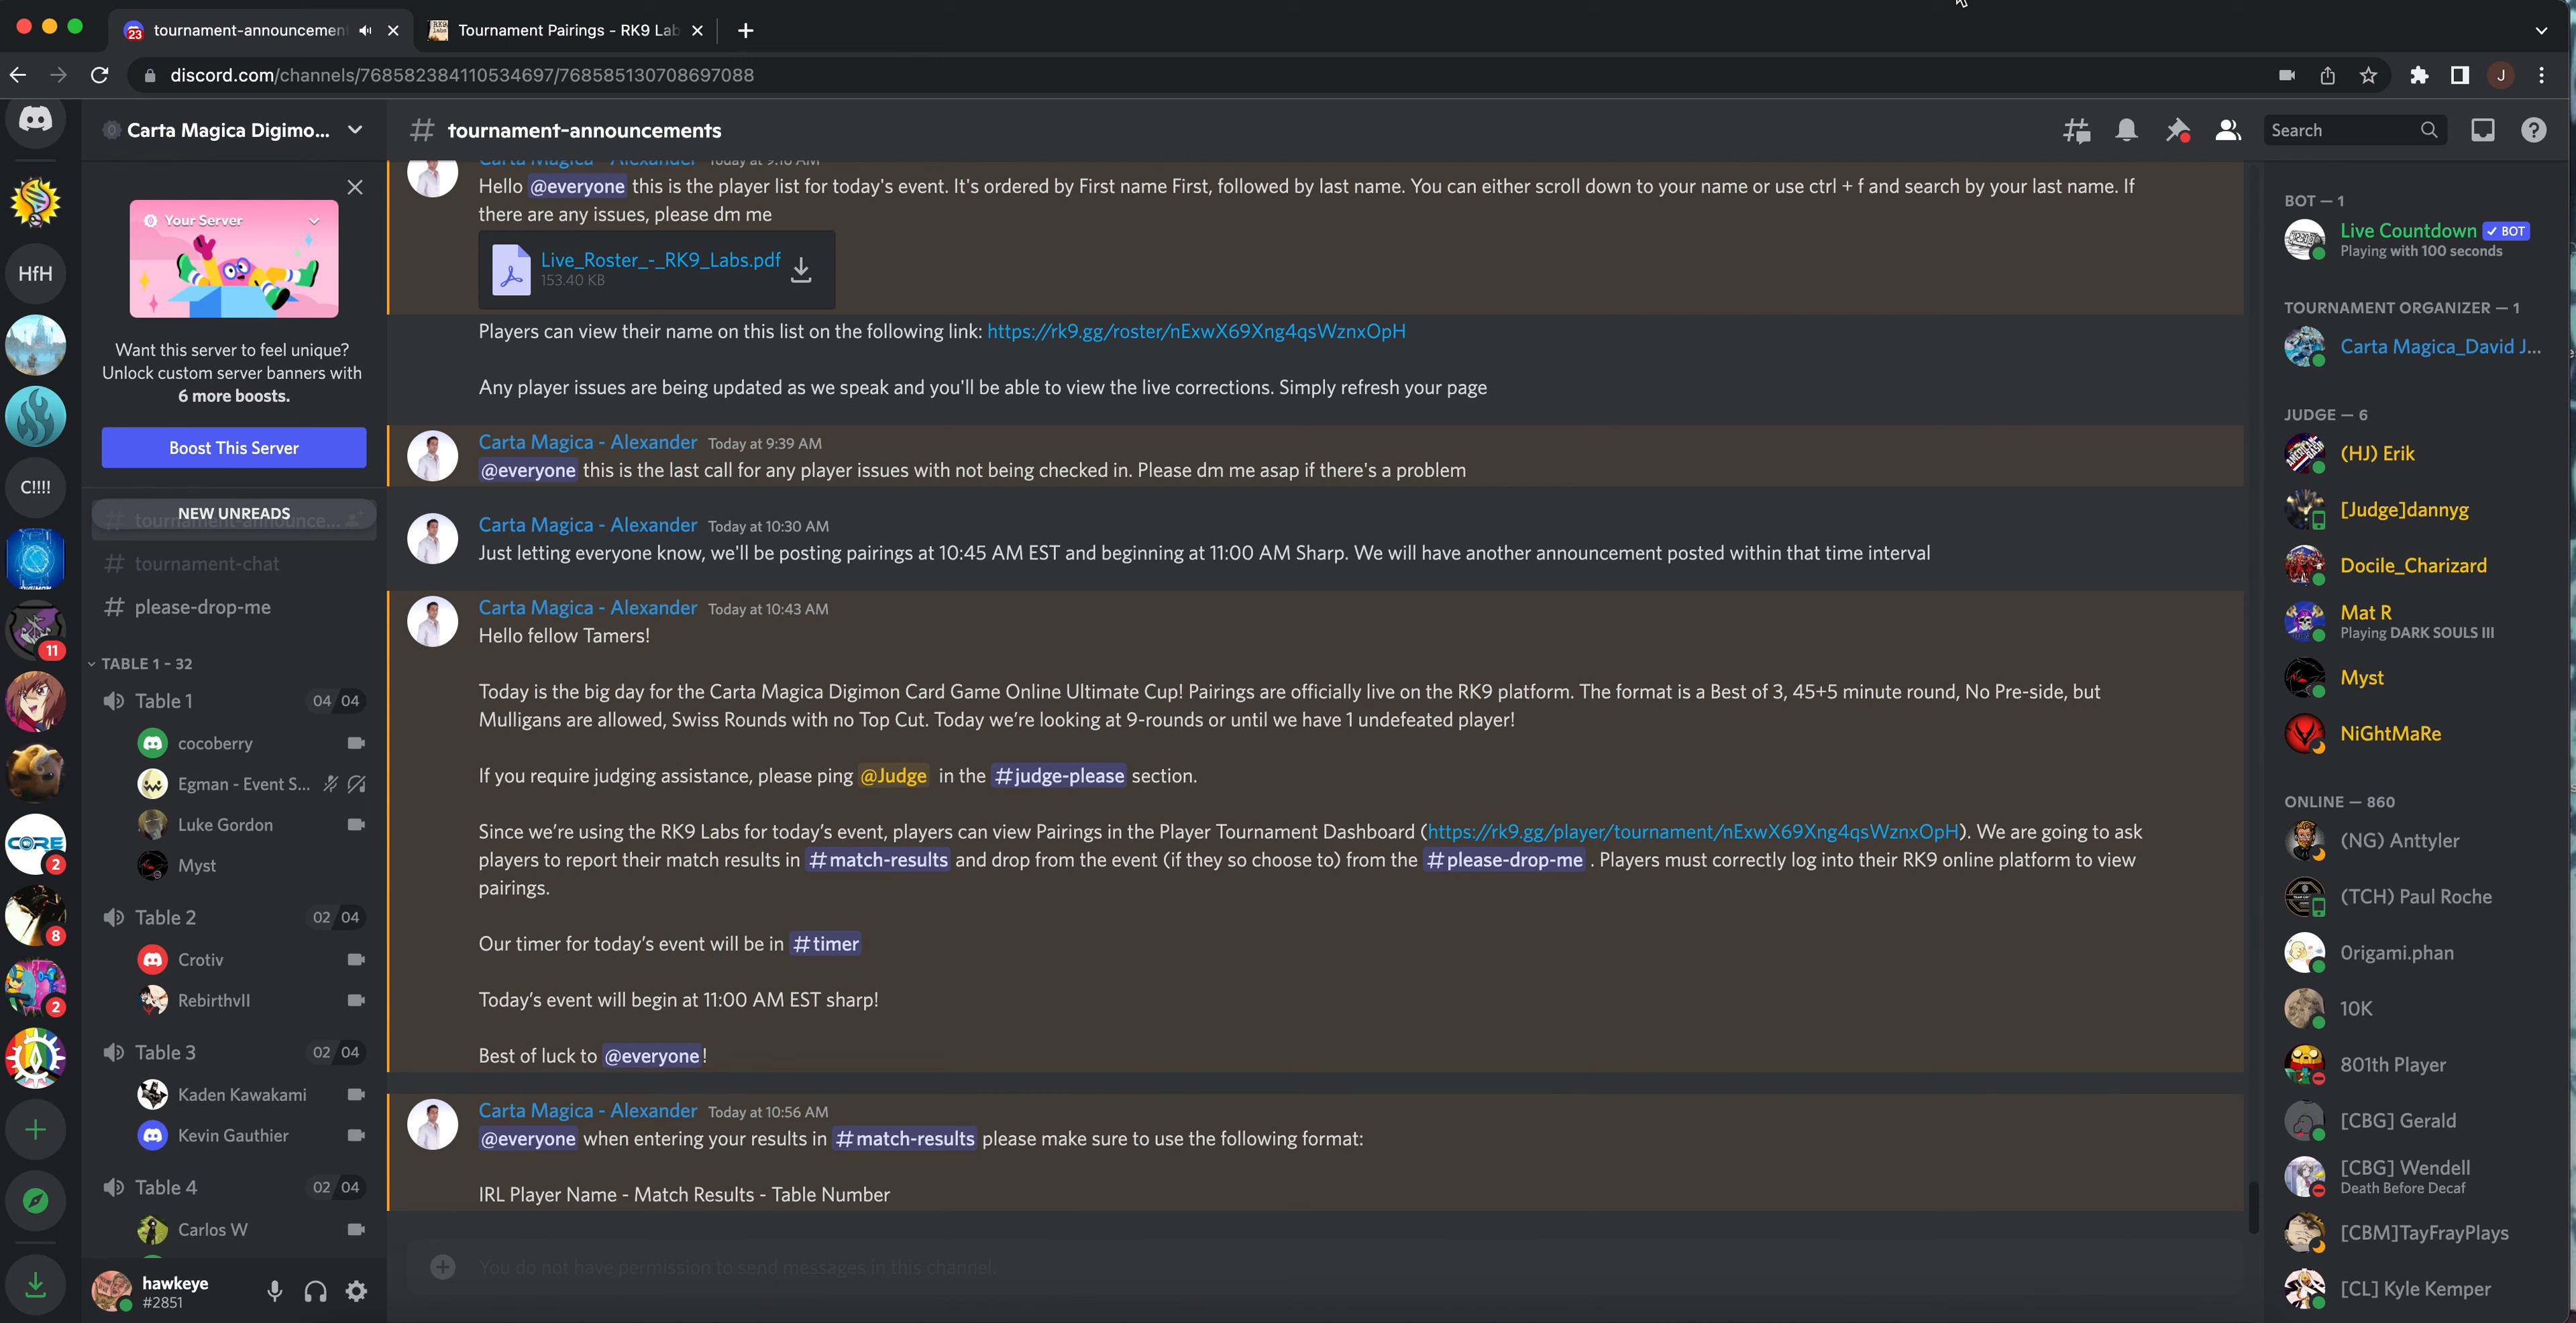 23 tournament-announcement
Tournament Pairings - RK9 Lab
discord.com/channels/768582384110534697/768585130708697088
J
Carta Magica Digimo...
tournament-announcements
Search
Your Server
Want this server to feel unique?
Unlock custom server banners with
6 more boosts.
Boost This Server
NEW UNREADS
# tournament-announce...
# tournament-chat
# please-drop-me
TABLE 1 - 32
Table 1 04 04
cocoberry
Egman - Event S...
Luke Gordon
Myst
Table 2 02 04
Crotiv
RebirthvII
Table 3 02 04
Kaden Kawakami
Kevin Gauthier
Table 4 02 04
Carlos W
hawkeye
#2851
HfH
C!!!!
11
CORE
2
8
2
Carta Magica - Alexander Today at 9:10 AM
Hello @everyone this is the player list for today's event. It's ordered by First name First, followed by last name. You can either scroll down to your name or use ctrl + f and search by your last name. If
there are any issues, please dm me
Live_Roster_-_RK9_Labs.pdf
153.40 KB
Players can view their name on this list on the following link: https://rk9.gg/roster/nExwX69Xng4qsWznxOpH
Any player issues are being updated as we speak and you'll be able to view the live corrections. Simply refresh your page
Carta Magica - Alexander Today at 9:39 AM
@everyone this is the last call for any player issues with not being checked in. Please dm me asap if there's a problem
Carta Magica - Alexander Today at 10:30 AM
Just letting everyone know, we'll be posting pairings at 10:45 AM EST and beginning at 11:00 AM Sharp. We will have another announcement posted within that time interval
Carta Magica - Alexander Today at 10:43 AM
Hello fellow Tamers!
Today is the big day for the Carta Magica Digimon Card Game Online Ultimate Cup! Pairings are officially live on the RK9 platform. The format is a Best of 3, 45+5 minute round, No Pre-side, but
Mulligans are allowed, Swiss Rounds with no Top Cut. Today we're looking at 9-rounds or until we have 1 undefeated player!
If you require judging assistance, please ping @Judge in the #judge-please section.
Since we're using the RK9 Labs for today's event, players can view Pairings in the Player Tournament Dashboard (https://rk9.gg/player/tournament/nExwX69Xng4qsWznxOpH). We are going to ask
players to report their match results in #match-results and drop from the event (if they so choose to) from the #please-drop-me . Players must correctly log into their RK9 online platform to view
pairings.
Our timer for today's event will be in #timer
Today's event will begin at 11:00 AM EST sharp!
Best of luck to @everyone!
Carta Magica - Alexander Today at 10:56 AM
@everyone when entering your results in #match-results please make sure to use the following format:
IRL Player Name - Match Results - Table Number
You do not have permission to send messages in this channel.
BOT — 1
Live Countdown BOT
Playing with 100 seconds
TOURNAMENT ORGANIZER — 1
Carta Magica_David J...
JUDGE — 6
(HJ) Erik
[Judge]dannyg
Docile_Charizard
Mat R
Playing DARK SOULS III
Myst
NiGhtMaRe
ONLINE — 860
(NG) Anttyler
(TCH) Paul Roche
0rigami.phan
10K
801th Player
[CBG] Gerald
[CBG] Wendell
Death Before Decaf
[CBM]TayFrayPlays
[CL] Kyle Kemper